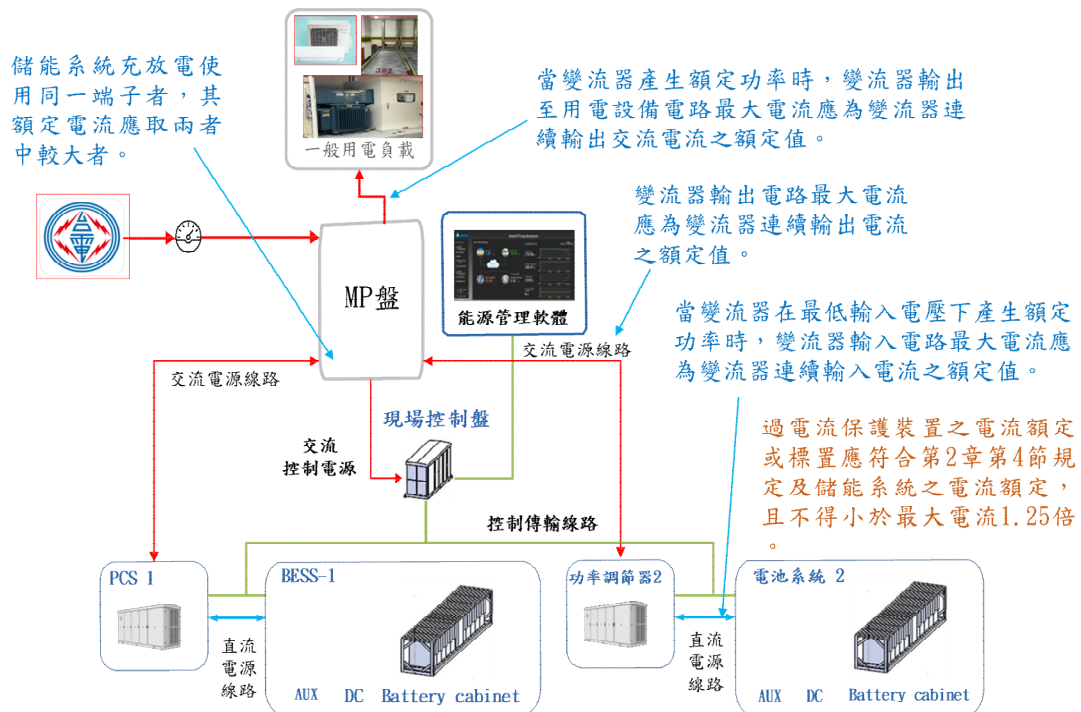 儲能系統充放電使
用同一端子者，其
額定電流應取兩者
中較大者。
一般用電負載
當變流器產生額定功率時，變流器輸出
至用電設備電路最大電流應為變流器連
續輸出交流電流之額定值。
變流器輸出電路最大電流
應為變流器連續輸出電流
之額定值。
MP盤
能源管理軟體
當變流器在最低輸入電壓下產生額定
功率時，變流器輸入電路最大電流應
為變流器連續輸入電流之額定值。
交流電源線路
交流電源線路
現場控制盤
交流
控制電源
過電流保護裝置之電流額定
或標置應符合第2章第4節規
定及儲能系統之電流額定，
且不得小於最大電流1.25倍
。
控制傳輸線路
PCS 1
BESS-1
功率調節器2
電池系統 2
直流
電源
線路
直流
電源
線路
AUX DC Battery cabinet
AUX DC Battery cabinet